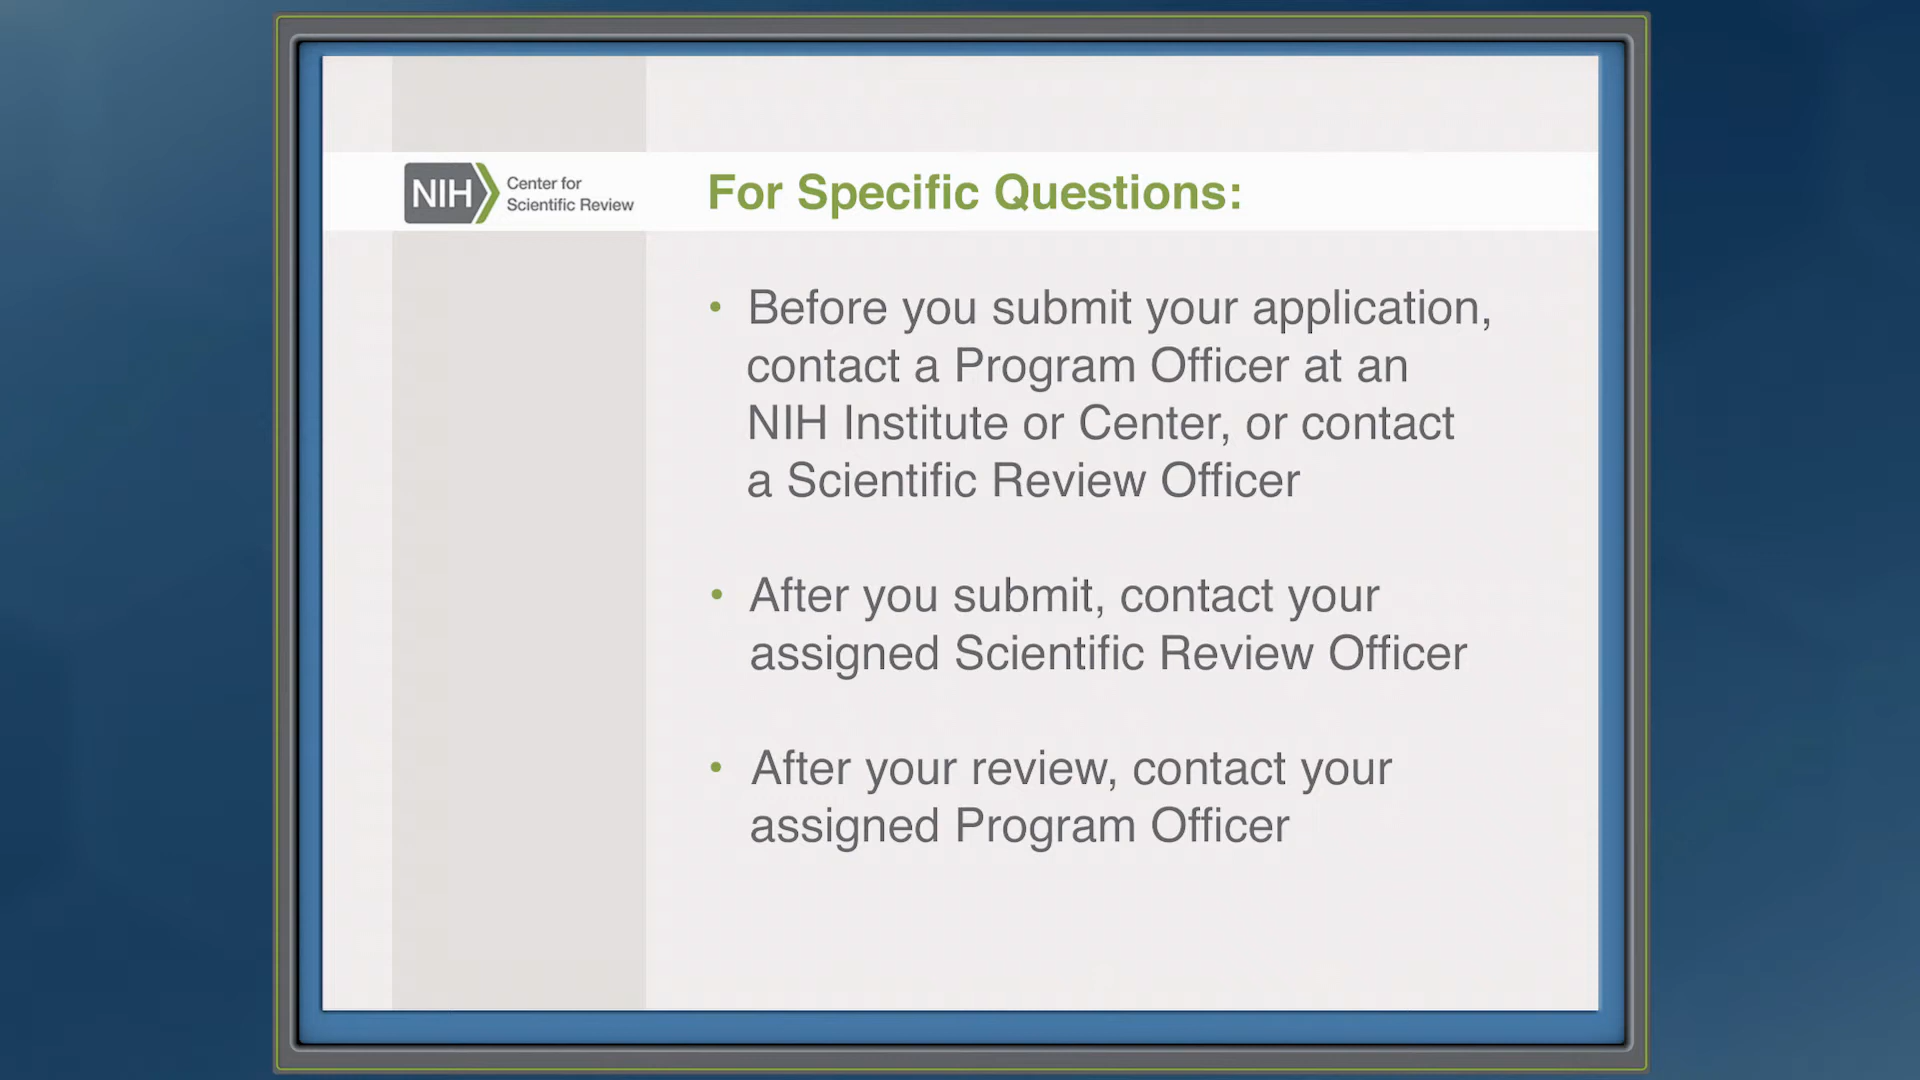 NIH
Center for
Scientific Review
For Specific Questions:
• Before you submit your application,
contact a Program Officer at an
NIH Institute or Center, or contact
a Scientific Review Officer
• After you submit, contact your
assigned Scientific Review Officer
• After your review, contact your
assigned Program Officer